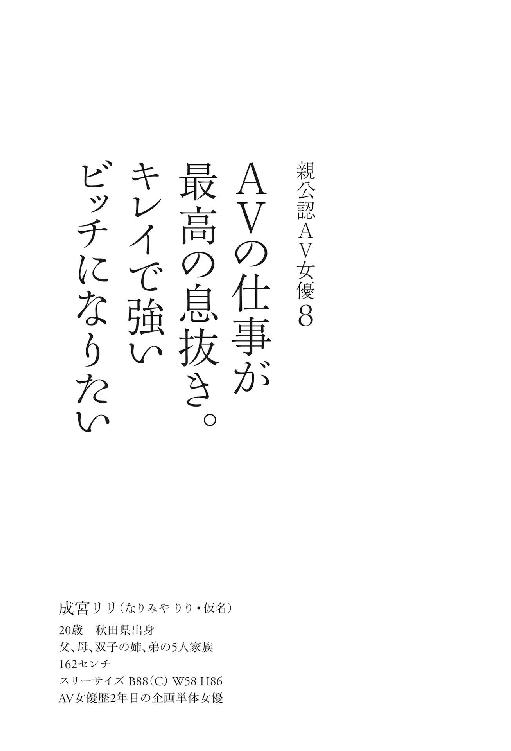 親公認AV女優8
AVの仕事が
最高の息抜き。
キレイで強い
ビッチになりたい
成宮リリ（なりみや りり・仮名）
20歳　秋田県出身
父、母、双子の姉、弟の5人家族
162センチ
スリーサイズ B88（C） W58 H86
AV女優歴2年目の企画単体女優